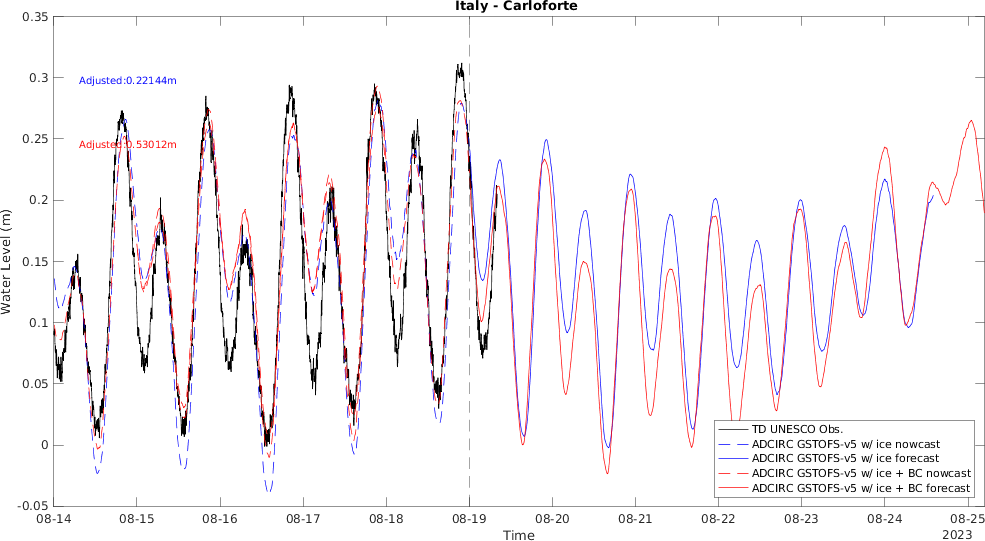 Italy - Carloforte
0.35
0.3
0.25
0.2
0.15
0.1
0.05
0
-0.05
Water Level (m)
Adjusted:0.22144m
Adjusted:0.53012m
TD UNESCO Obs.
ADCIRC GSTOFS-v5 w/ ice nowcast
ADCIRC GSTOFS-v5 w/ ice forecast
ADCIRC GSTOFS-v5 w/ ice + BC nowcast
ADCIRC GSTOFS-v5 w/ ice + BC forecast
08-14 08-15 08-16 08-17 08-18 08-19 08-20 08-21 08-22 08-23 08-24 08-25
Time
2023